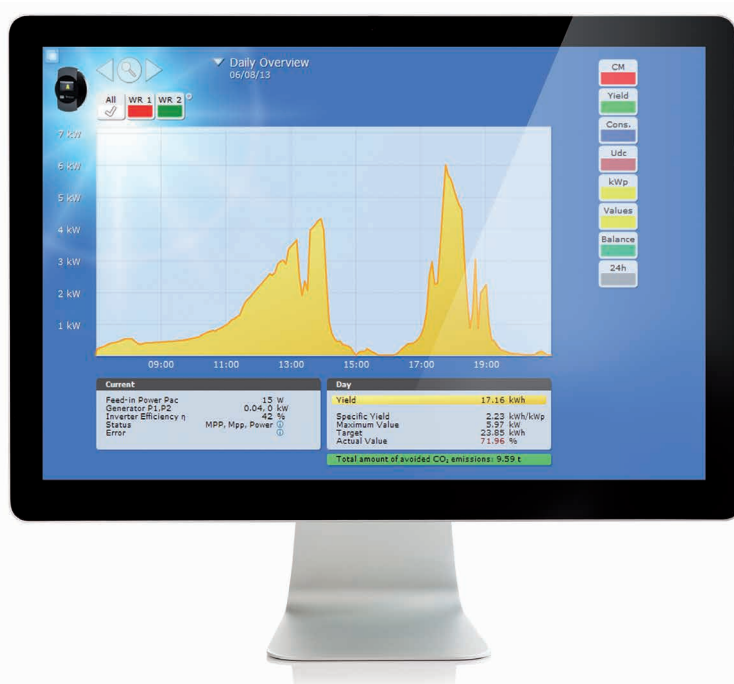 Daily Overview
06/08/13
All WR 1 WR 2
7 kW
6 kW
5 kW
4 kW
3 kW
2 kW
1 kW
09:00 11:00 13:00 15:00 17:00 19:00
Current
Feed-in Power Pac 15 W
Generator P1.P2 0.04, 0 kW
Inverter Efficiency η 42 %
Status MPP, Mpp, Power
Error
Day
Yield 17.16 kWh
Specific Yield 2.23 kWh/kWp
Maximum Value 5.97 kW
Target 23.85 kWh
Actual Value 71.96 %
Total amount of avoided CO₂ emissions: 9.59 t
CM
Yield
Cons.
Udc
kWp
Values
Balance
24h